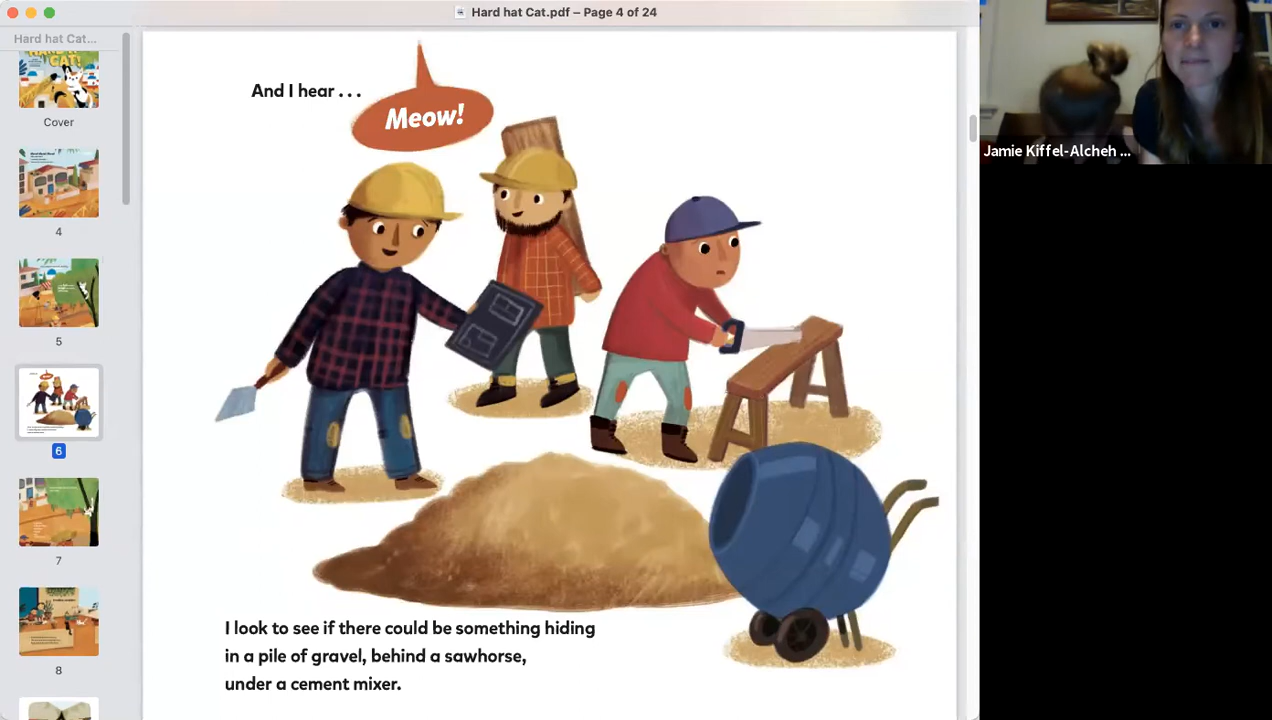 Hard hat Cat.pdf – Page 4 of 24
Hard hat Cat...
CAT!
Cover
4
5
6
7
8
And I hear . . .
Meow!
I look to see if there could be something hiding
in a pile of gravel, behind a sawhorse,
under a cement mixer.
Jamie Kiffel-Alcheh ...